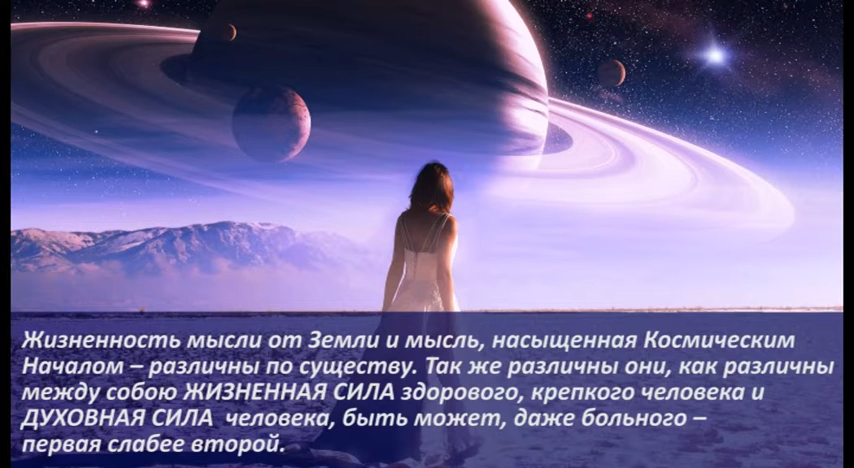 Жизненность мысли от Земли и мысль, насыщенная Космическим
Началом – различны по существу. Так же различны они, как различны
между собою ЖИЗНЕННАЯ СИЛА здорового, крепкого человека и
ДУХОВНАЯ СИЛА человека, быть может, даже больного –
первая слабее второй.